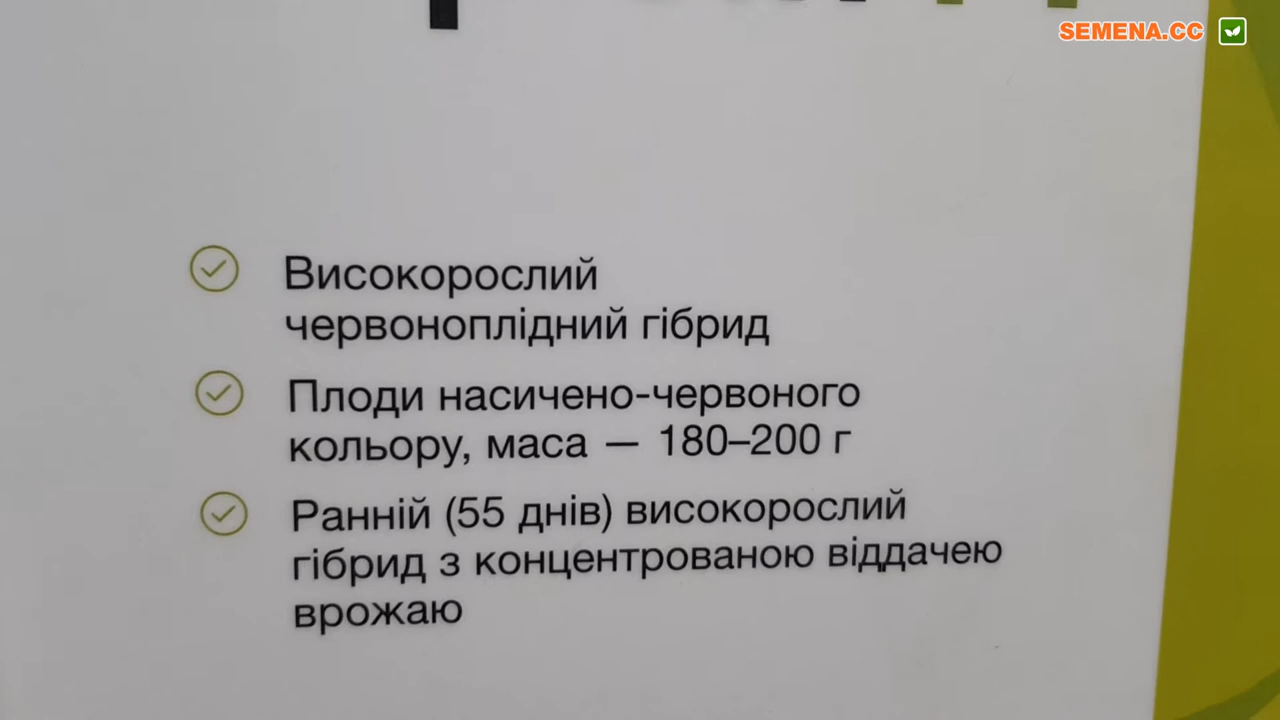 SEMENA.CC
Високорослий
червоноплідний гібрид
Плоди насичено-червоного
кольору, маса — 180–200 г
Ранній (55 днів) високорослий
гібрид з концентрованою віддачею
врожаю